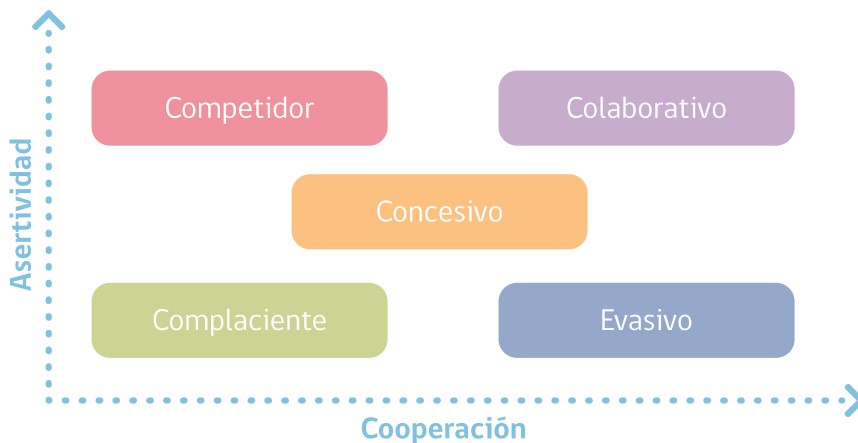 Competidor
Colaborativo
Asertividad
Concesivo
Complaciente
Evasivo
Cooperación